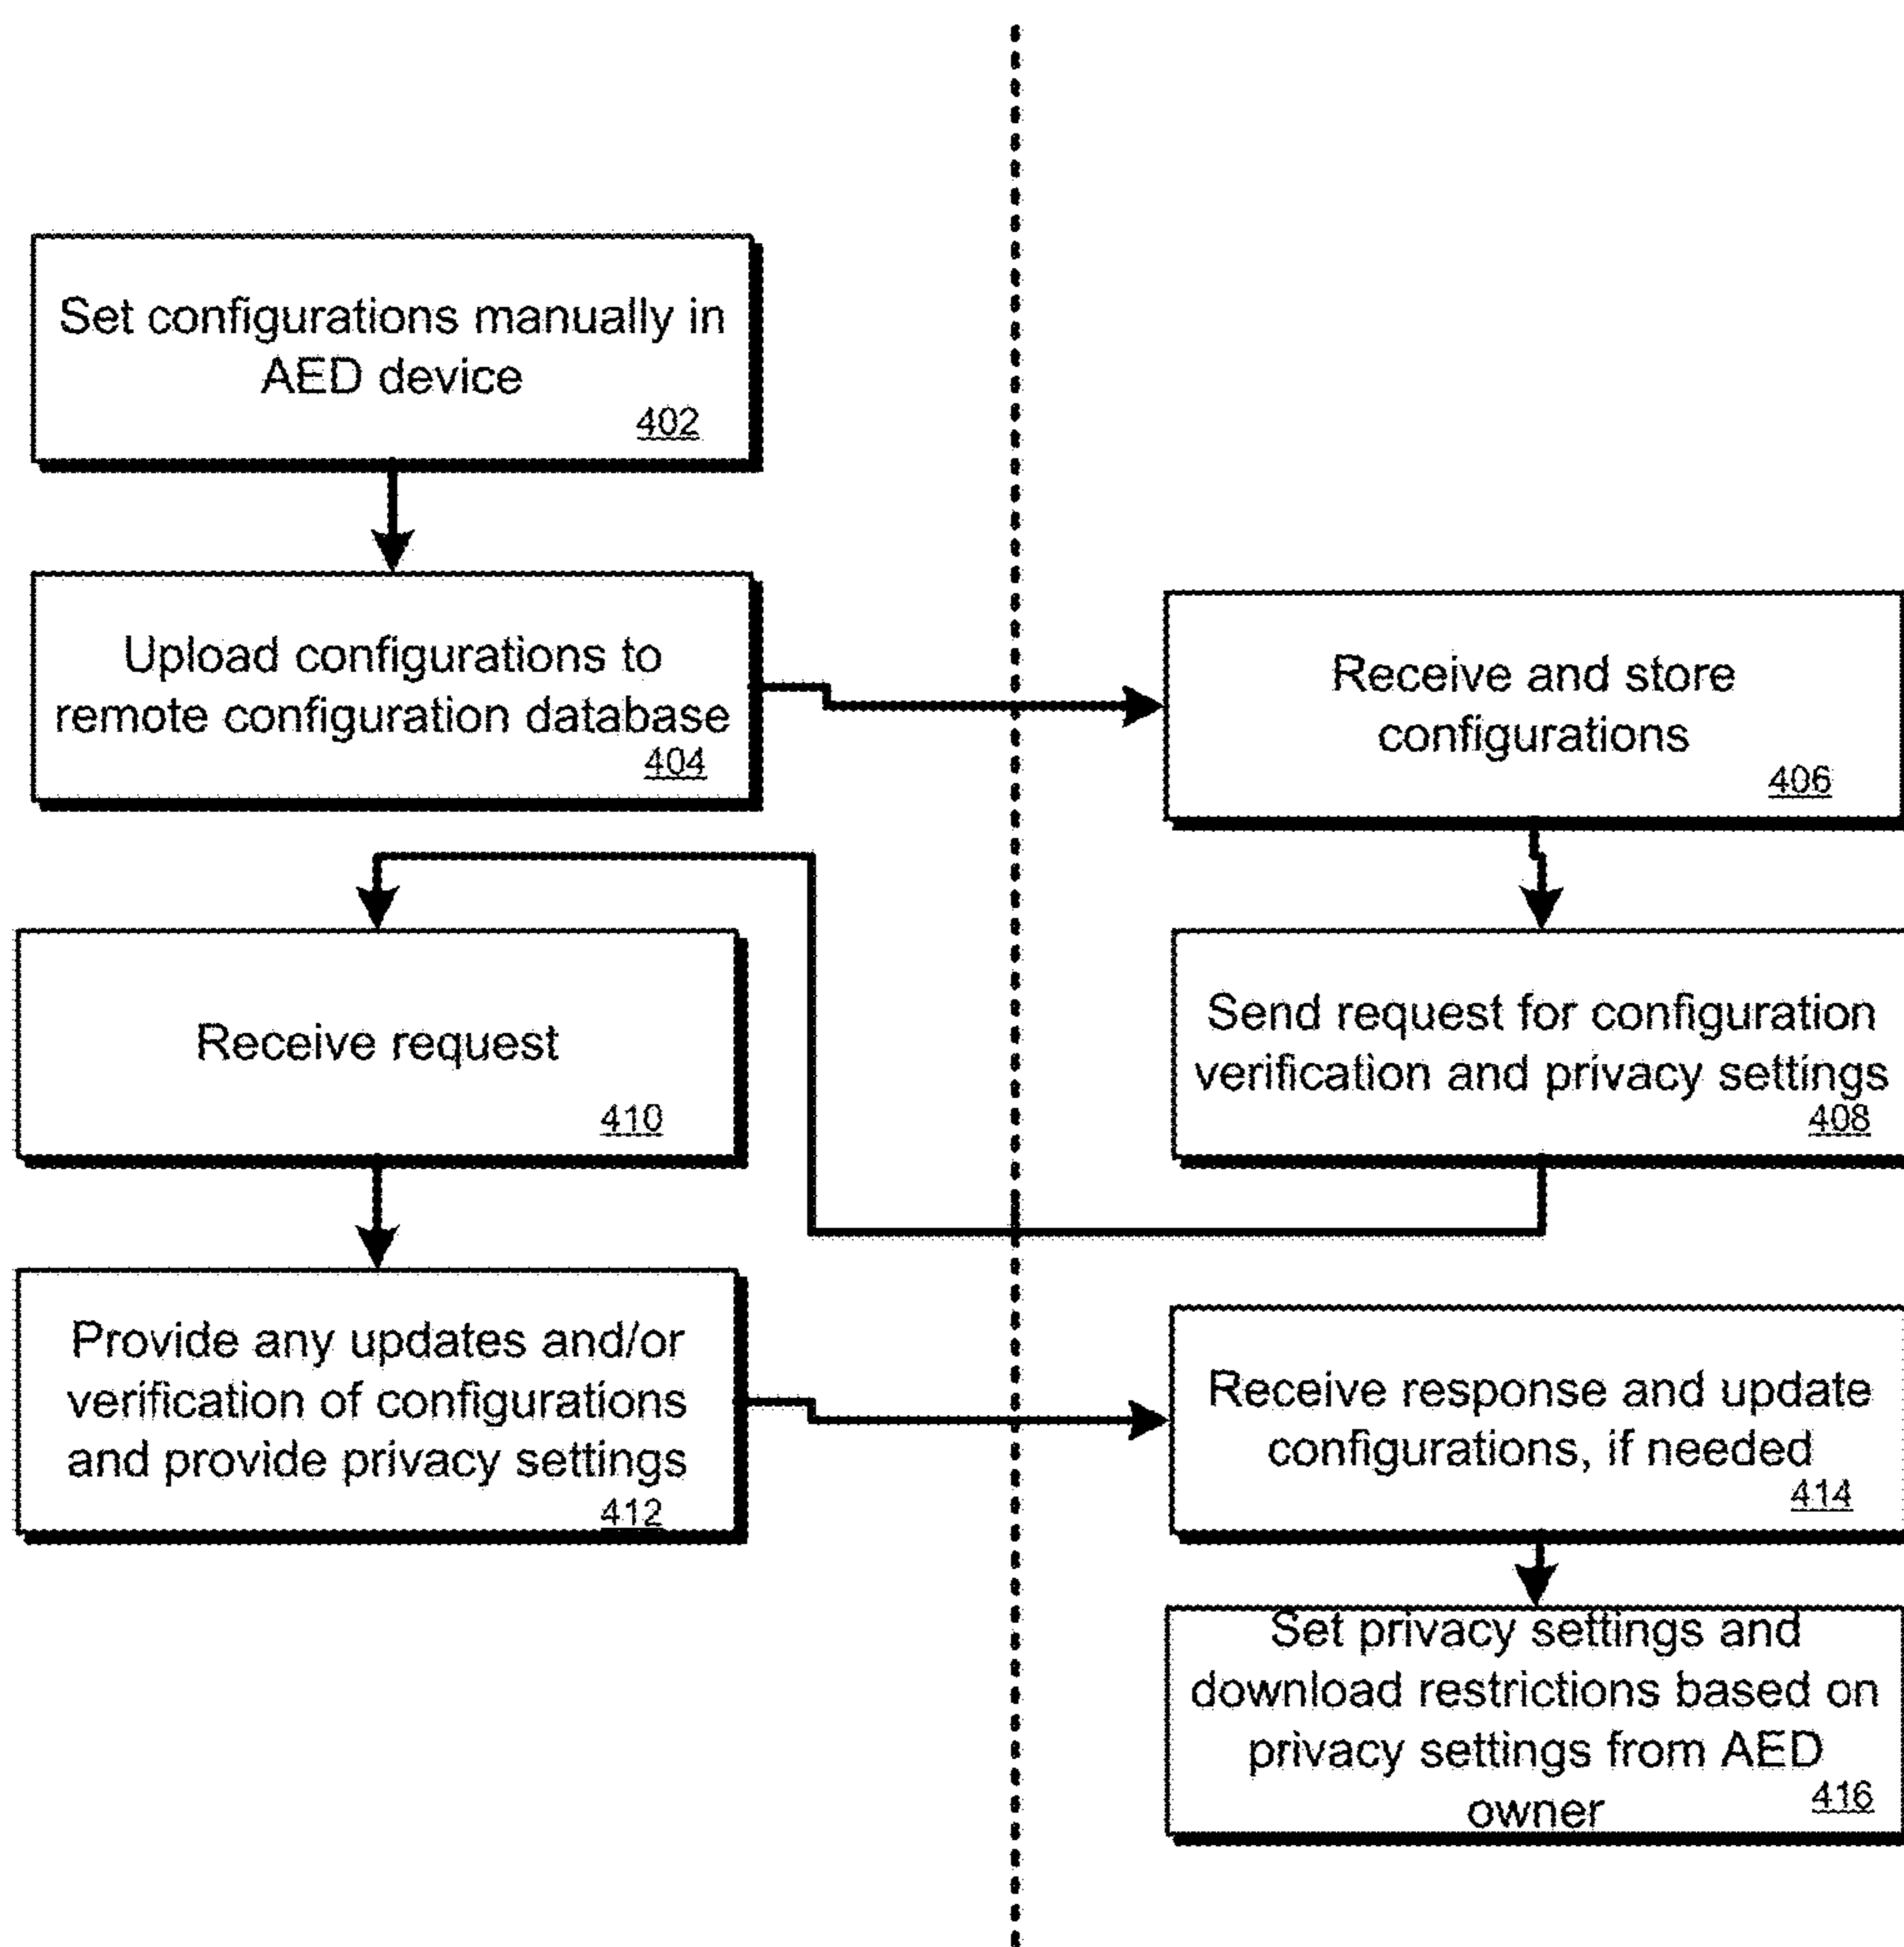 Set configurations manually in
AED device
402
Upload configurations to
remote configuration database
404
Receive and store
configurations
406
Send request for configuration
verification and privacy settings
408
Receive request
410
Provide any updates and/or
verification of configurations
and provide privacy settings
412
Receive response and update
configurations, if needed
414
Set privacy settings and
download restrictions based on
privacy settings from AED
owner
416